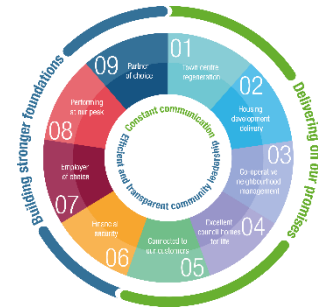 Building stronger foundations
Delivering on our promises
Constant communication
Efficient and transparent community leadership
01
Town centre
regeneration
02
Housing
development
delivery
03
Co-operative
neighbourhood
management
04
Excellent
council homes
for life
05
Connected to
our customers
06
Financial
security
07
Employer
of choice
08
Performing
at our peak
09
Partner
of choice